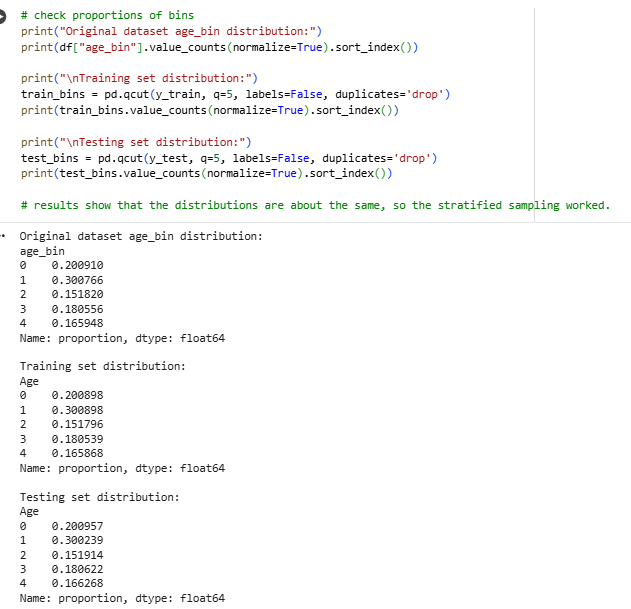 # check proportions of bins
print("Original dataset age_bin distribution:")
print(df["age_bin"].value_counts(normalize=True).sort_index())
print("\nTraining set distribution:")
train_bins = pd.qcut(y_train, q=5, labels=False, duplicates='drop')
print(train_bins.value_counts(normalize=True).sort_index())
print("\nTesting set distribution:")
test_bins = pd.qcut(y_test, q=5, labels=False, duplicates='drop')
print(test_bins.value_counts(normalize=True).sort_index())
# results show that the distributions are about the same, so the stratified sampling worked.
Original dataset age_bin distribution:
age_bin
0    0.200910
1    0.300766
2    0.151820
3    0.180556
4    0.165948
Name: proportion, dtype: float64
Training set distribution:
Age
0    0.200898
1    0.300898
2    0.151796
3    0.180539
4    0.165868
Name: proportion, dtype: float64
Testing set distribution:
Age
0    0.200957
1    0.300239
2    0.151914
3    0.180622
4    0.166268
Name: proportion, dtype: float64